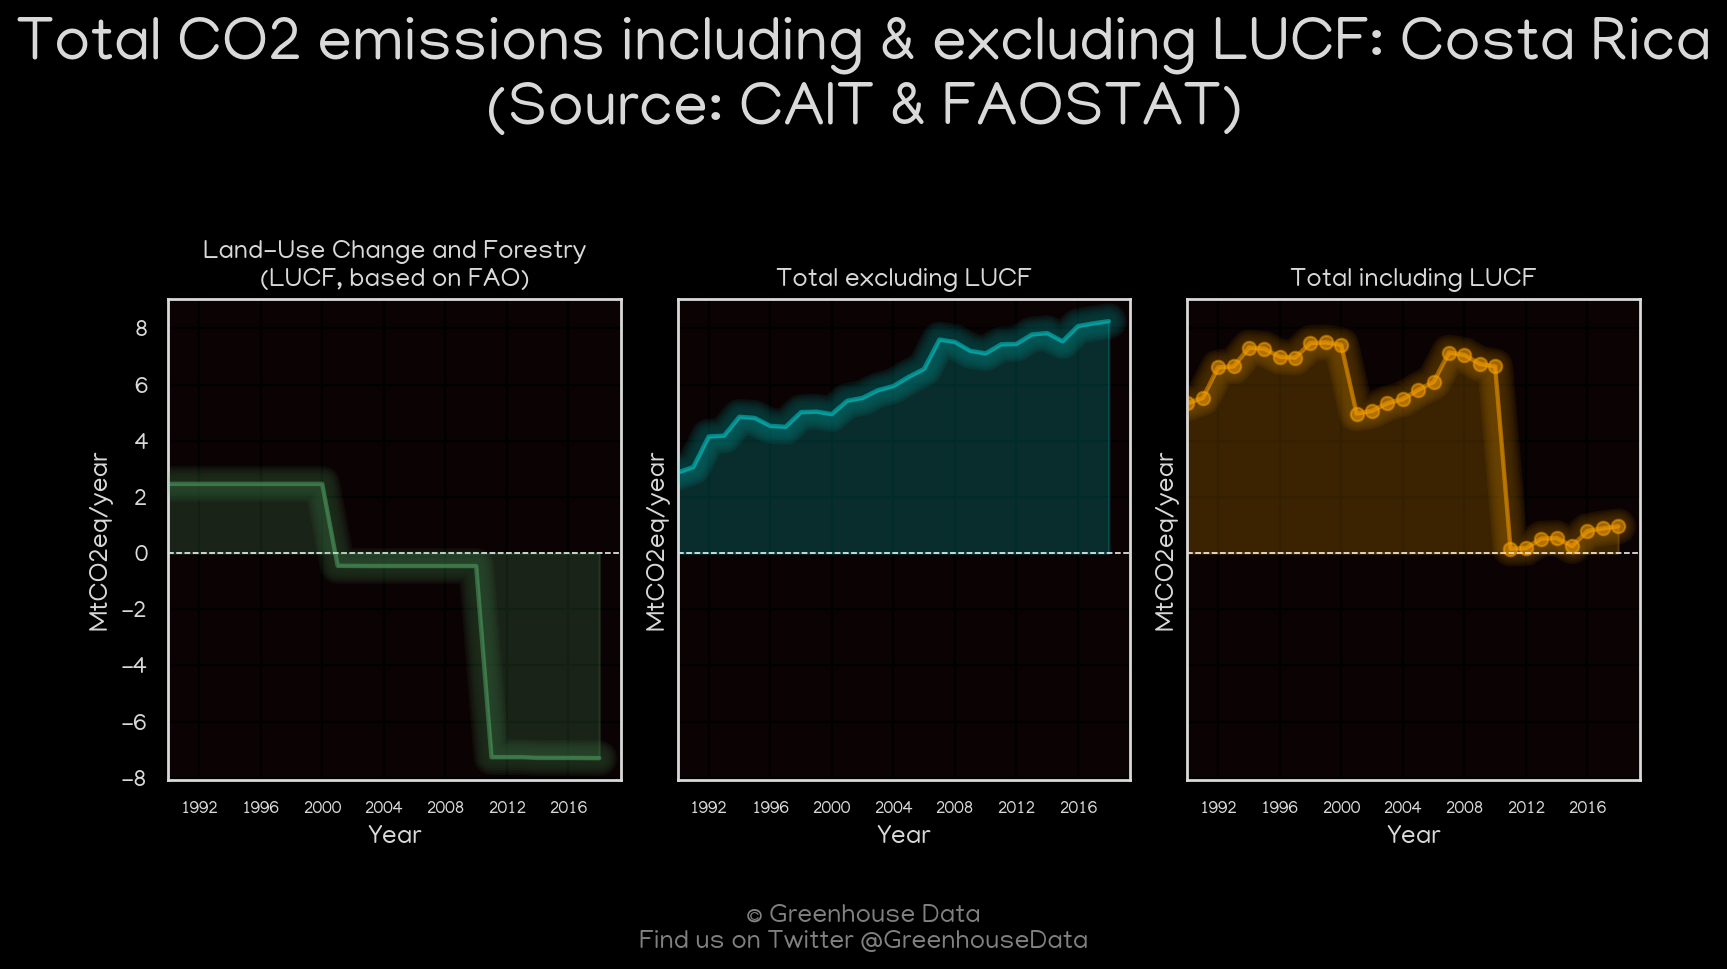 Total CO2 emissions including & excluding LUCF: Costa Rica
(Source: CAIT & FAOSTAT)
Land-Use Change and Forestry
(LUCF, based on FAO)
Total excluding LUCF
Total including LUCF
8
6
4
2
0
-2
-4
-6
-8
MtCO2eq/year
MtCO2eq/year
MtCO2eq/year
1992 1996 2000 2004 2008 2012 2016
1992 1996 2000 2004 2008 2012 2016
1992 1996 2000 2004 2008 2012 2016
Year
Year
Year
© Greenhouse Data
Find us on Twitter @GreenhouseData